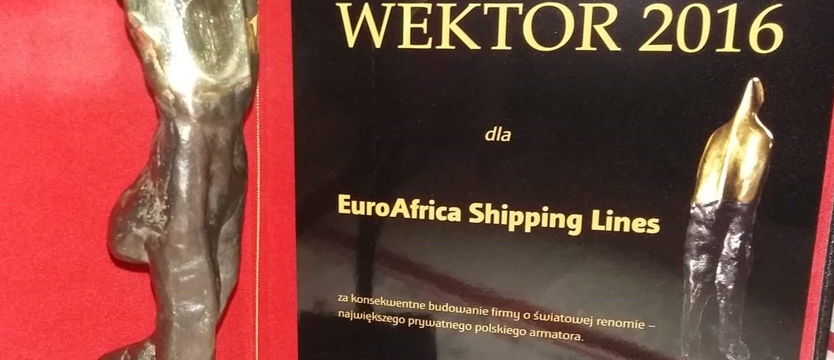 WEKTOR 2016
dla
EuroAfrica Shipping Lines
za konsekwentne budowanie firmy o światowej renomie –
największego prywatnego polskiego armatora.